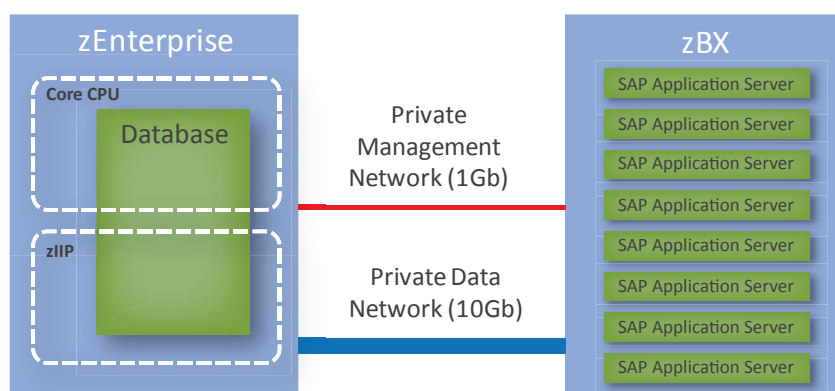 zEnterprise
Core CPU
Database
zIIP
Private
Management
Network (1Gb)
Private Data
Network (10Gb)
zBX
SAP Application Server
SAP Application Server
SAP Application Server
SAP Application Server
SAP Application Server
SAP Application Server
SAP Application Server
SAP Application Server